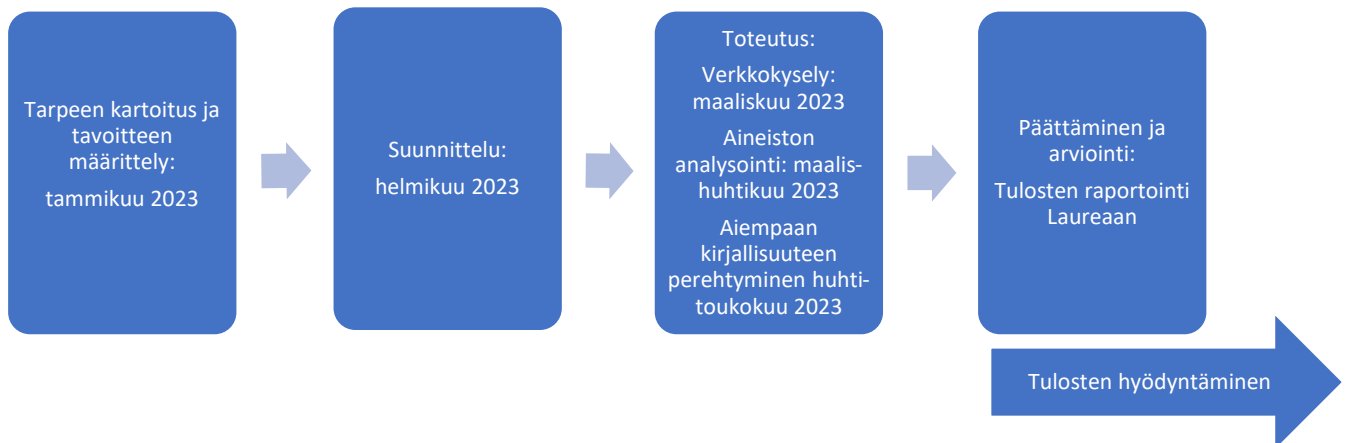 Tarpeen kartoitus ja
tavoitteen
määrittely:
tammikuu 2023
Suunnittelu:
helmikuu 2023
Toteutus:
Verkkokysely:
maaliskuu 2023
Aineiston
analysointi: maalis-
huhtikuu 2023
Aiempaan
kirjallisuuteen
perehtyminen huhti-
toukokuu 2023
Päättäminen ja
arviointi:
Tulosten raportointi
Laureaan
Tulosten hyödyntäminen